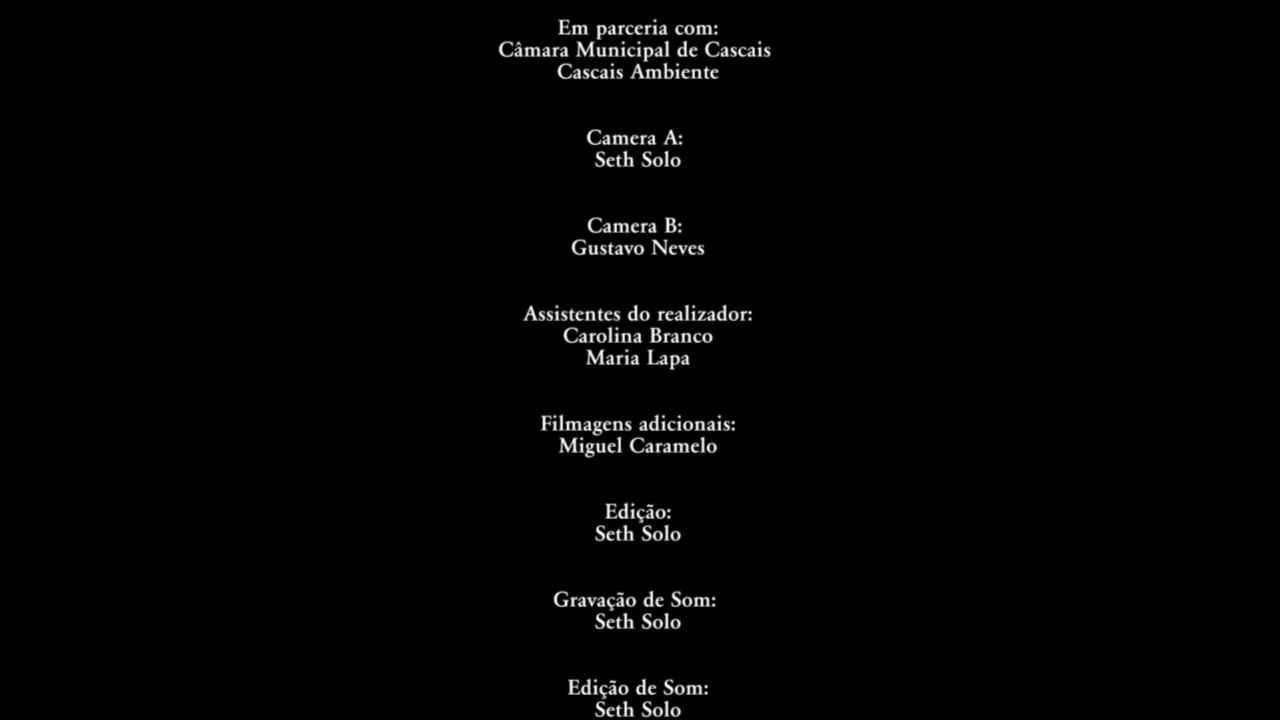 Em parceria com:
Câmara Municipal de Cascais
Cascais Ambiente
Camera A:
Seth Solo
Camera B:
Gustavo Neves
Assistentes do realizador:
Carolina Branco
Maria Lapa
Filmagens adicionais:
Miguel Caramelo
Edição:
Seth Solo
Gravação de Som:
Seth Solo
Edição de Som:
Seth Solo